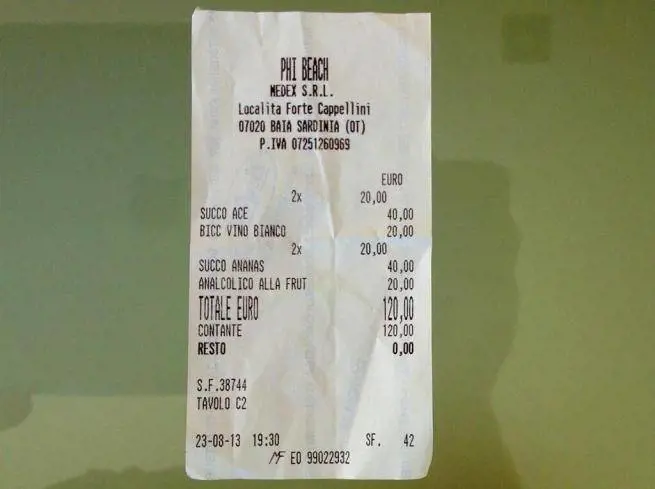 PHI BEACH
MEDEX S.R.L.
Localita Forte Cappellini
07020 BAIA SARDINIA (OT)
P.IVA 07251260969
EURO
2x 20,00
SUCCO ACE 40,00
BICC VINO BIANCO 20,00
2x 20,00
SUCCO ANANAS 40,00
ANALCOLICO ALLA FRUT 20,00
TOTALE EURO 120,00
CONTANTE 120,00
RESTO 0,00
S.F.38744
TAVOLO C2
23-08-13 19:30 SF. 42
MF EO 99022932